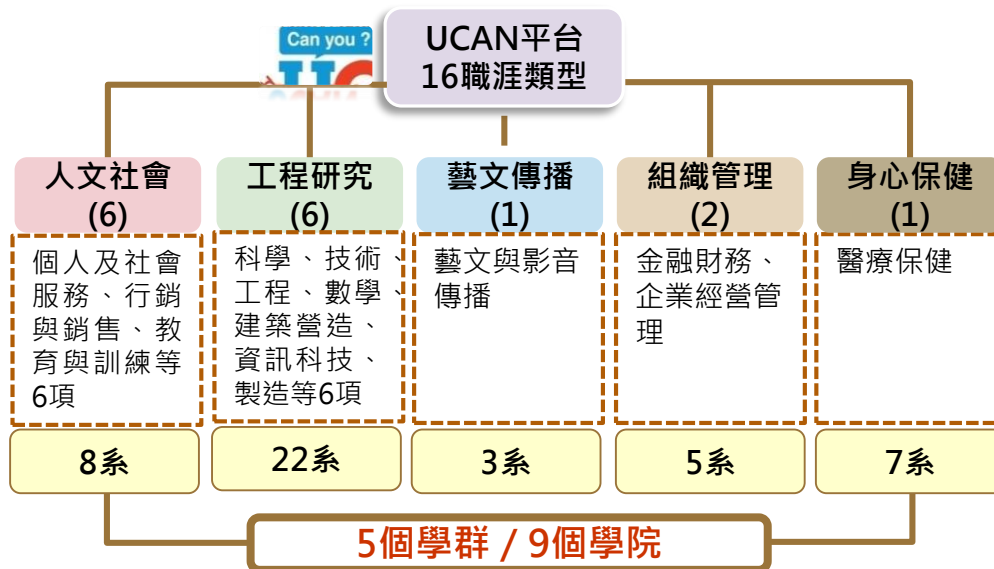 Can you ?
UCAN平台
16職涯類型
人文社會
(6)
個人及社會
服務、行銷
與銷售、教
育與訓練等
6項
8系
工程研究
(6)
科學、技術、
工程、數學、
建築營造、
資訊科技、
製造等6項
22系
藝文傳播
(1)
藝文與影音
傳播
3系
組織管理
(2)
金融財務、
企業經營管
理
5系
身心保健
(1)
醫療保健
7系
5個學群 / 9個學院